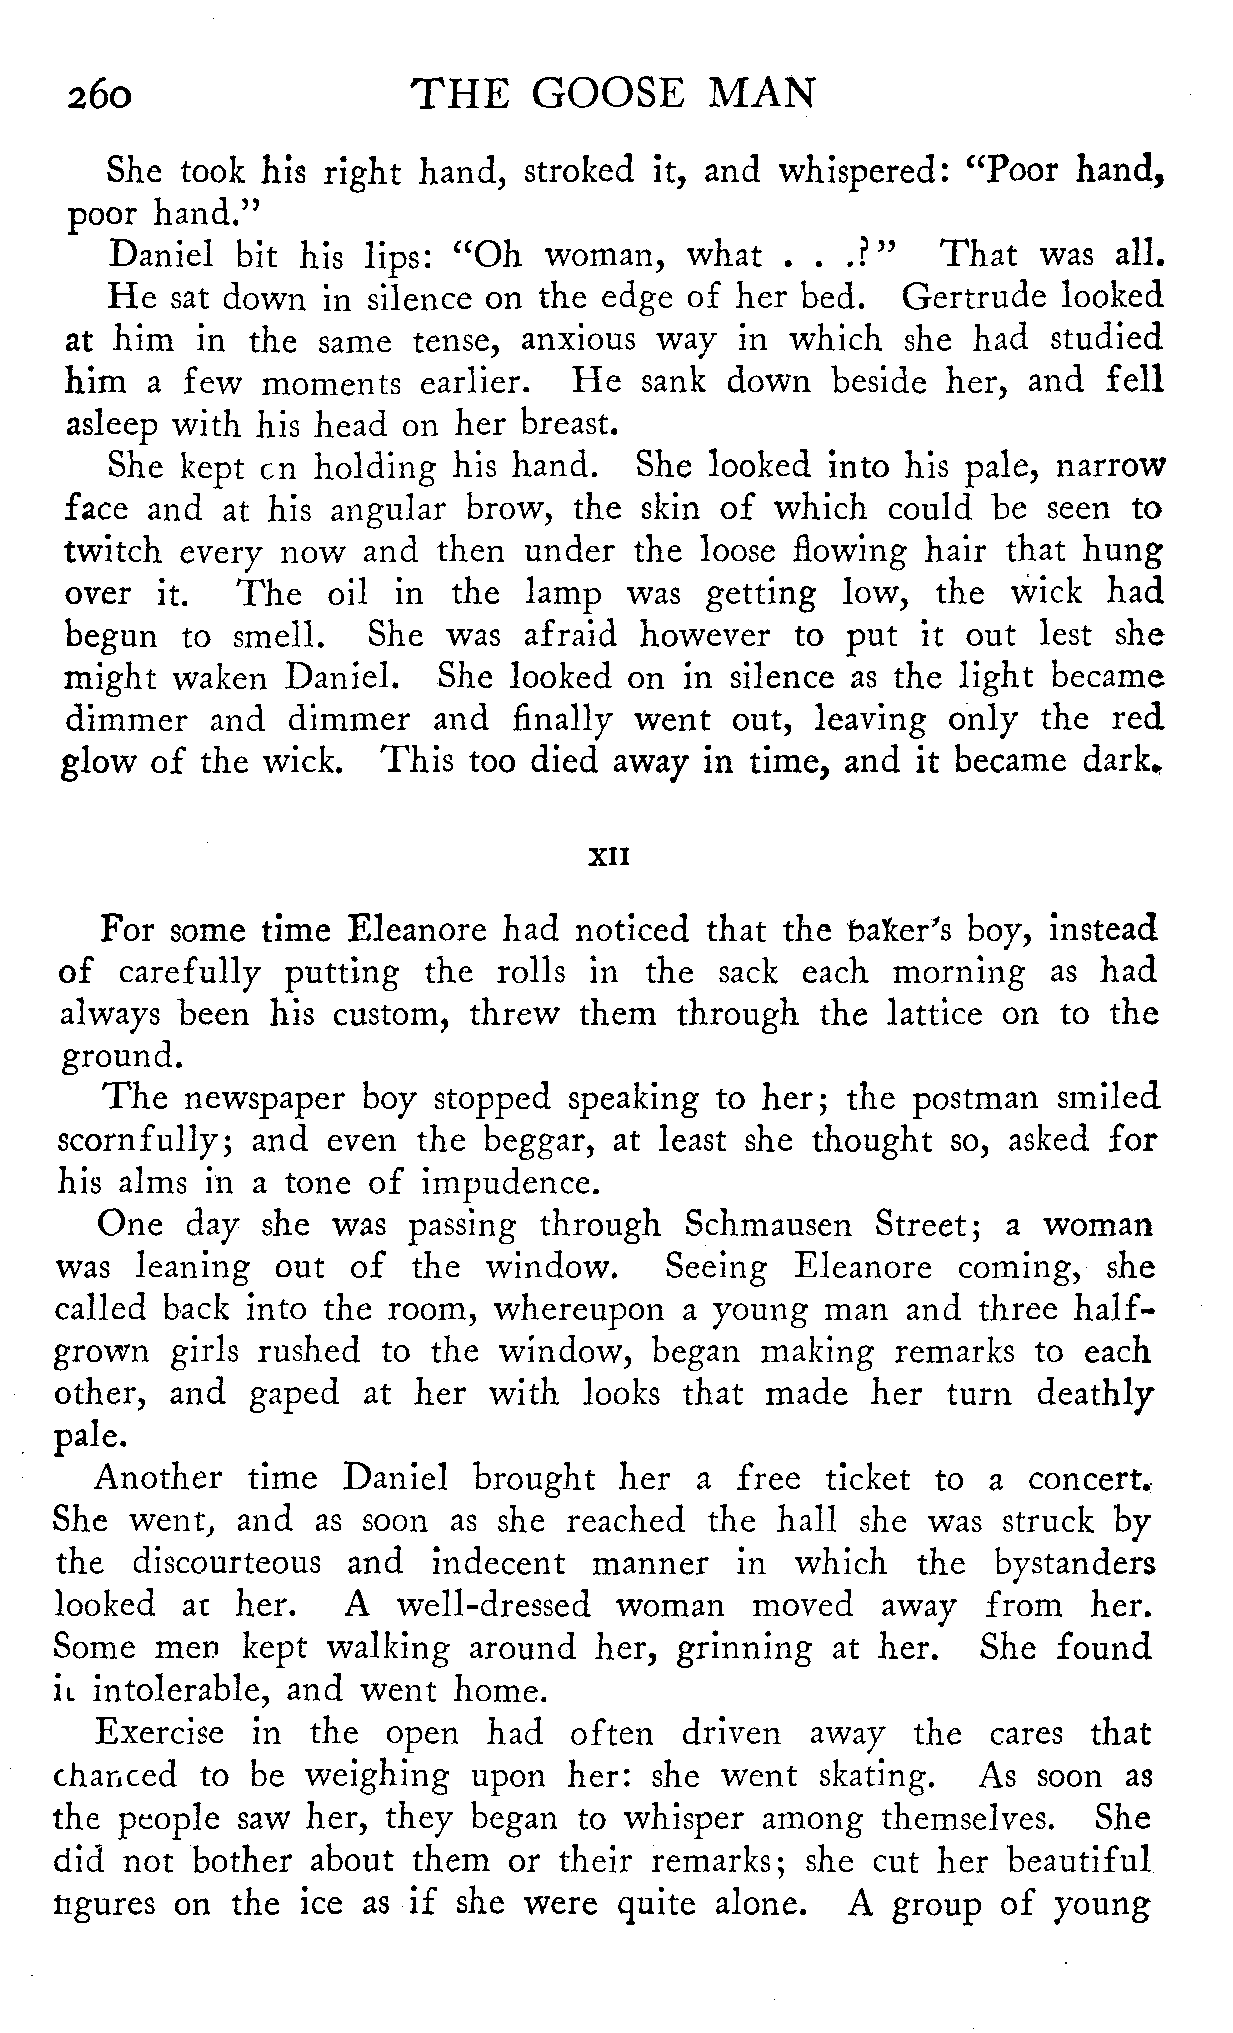 260 THE GOOSE MAN
She took his right hand, stroked it, and whispered: “Poor hand,
poor hand.”
Daniel bit his lips: “Oh woman, what . . .?” That was all.
He sat down in silence on the edge of her bed. Gertrude looked
at him in the same tense, anxious way in which she had studied
him a few moments earlier. He sank down beside her, and fell
asleep with his head on her breast.
She kept on holding his hand. She looked into his pale, narrow
face and at his angular brow, the skin of which could be seen to
twitch every now and then under the loose flowing hair that hung
over it. The oil in the lamp was getting low, the wick had
begun to smell. She was afraid however to put it out lest she
might waken Daniel. She looked on in silence as the light became
dimmer and dimmer and finally went out, leaving only the red
glow of the wick. This too died away in time, and it became dark.
XII
For some time Eleanore had noticed that the baker’s boy, instead
of carefully putting the rolls in the sack each morning as had
always been his custom, threw them through the lattice on to the
ground.
The newspaper boy stopped speaking to her; the postman smiled
scornfully; and even the beggar, at least she thought so, asked for
his alms in a tone of impudence.
One day she was passing through Schmausen Street; a woman
was leaning out of the window. Seeing Eleanore coming, she
called back into the room, whereupon a young man and three half-
grown girls rushed to the window, began making remarks to each
other, and gaped at her with looks that made her turn deathly
pale.
Another time Daniel brought her a free ticket to a concert.
She went, and as soon as she reached the hall she was struck by
the discourteous and indecent manner in which the bystanders
looked at her. A well-dressed woman moved away from her.
Some men kept walking around her, grinning at her. She found
it intolerable, and went home.
Exercise in the open had often driven away the cares that
chanced to be weighing upon her: she went skating. As soon as
the people saw her, they began to whisper among themselves. She
did not bother about them or their remarks; she cut her beautiful
figures on the ice as if she were quite alone. A group of young